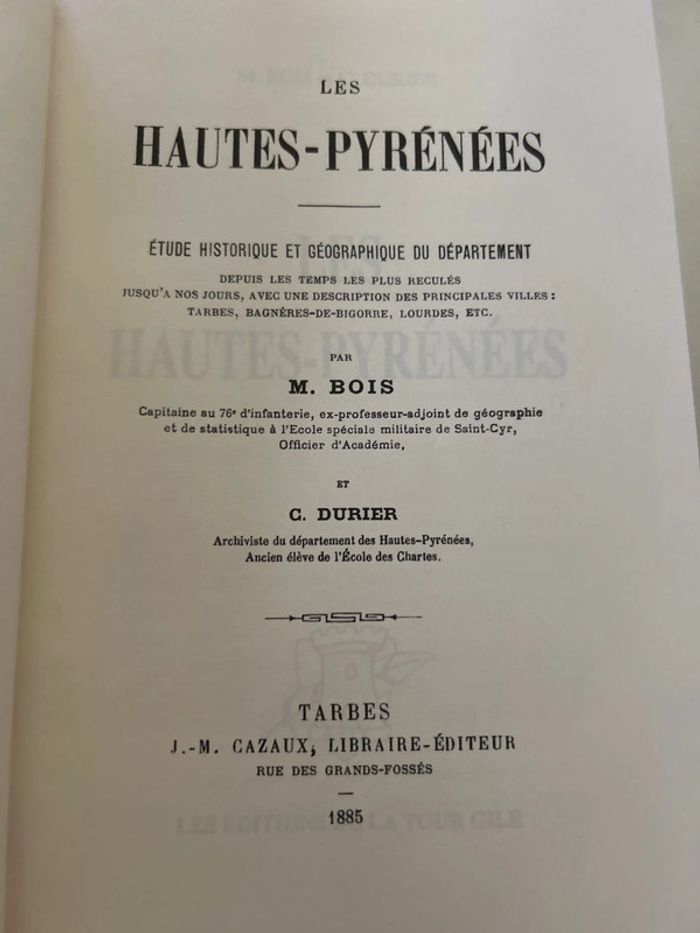 LES
HAUTES-PYRÉNÉES
ÉTUDE HISTORIQUE ET GÉOGRAPHIQUE DU DÉPARTEMENT
DEPUIS LES TEMPS LES PLUS RECULÉS
JUSQU'A NOS JOURS, AVEC UNE DESCRIPTION DES PRINCIPALES VILLES :
TARBES, BAGNÈRES-DE-BIGORRE, LOURDES, ETC.
PAR
M. BOIS
Capitaine au 76e d'infanterie, ex-professeur-adjoint de géographie
et de statistique à l'Ecole spéciale militaire de Saint-Cyr,
Officier d'Académie,
ET
C. DURIER
Archiviste du département des Hautes-Pyrénées,
Ancien élève de l'École des Chartes.
TARBES
J.-M. CAZAUX, LIBRAIRE-ÉDITEUR
RUE DES GRANDS-FOSSÉS
1885